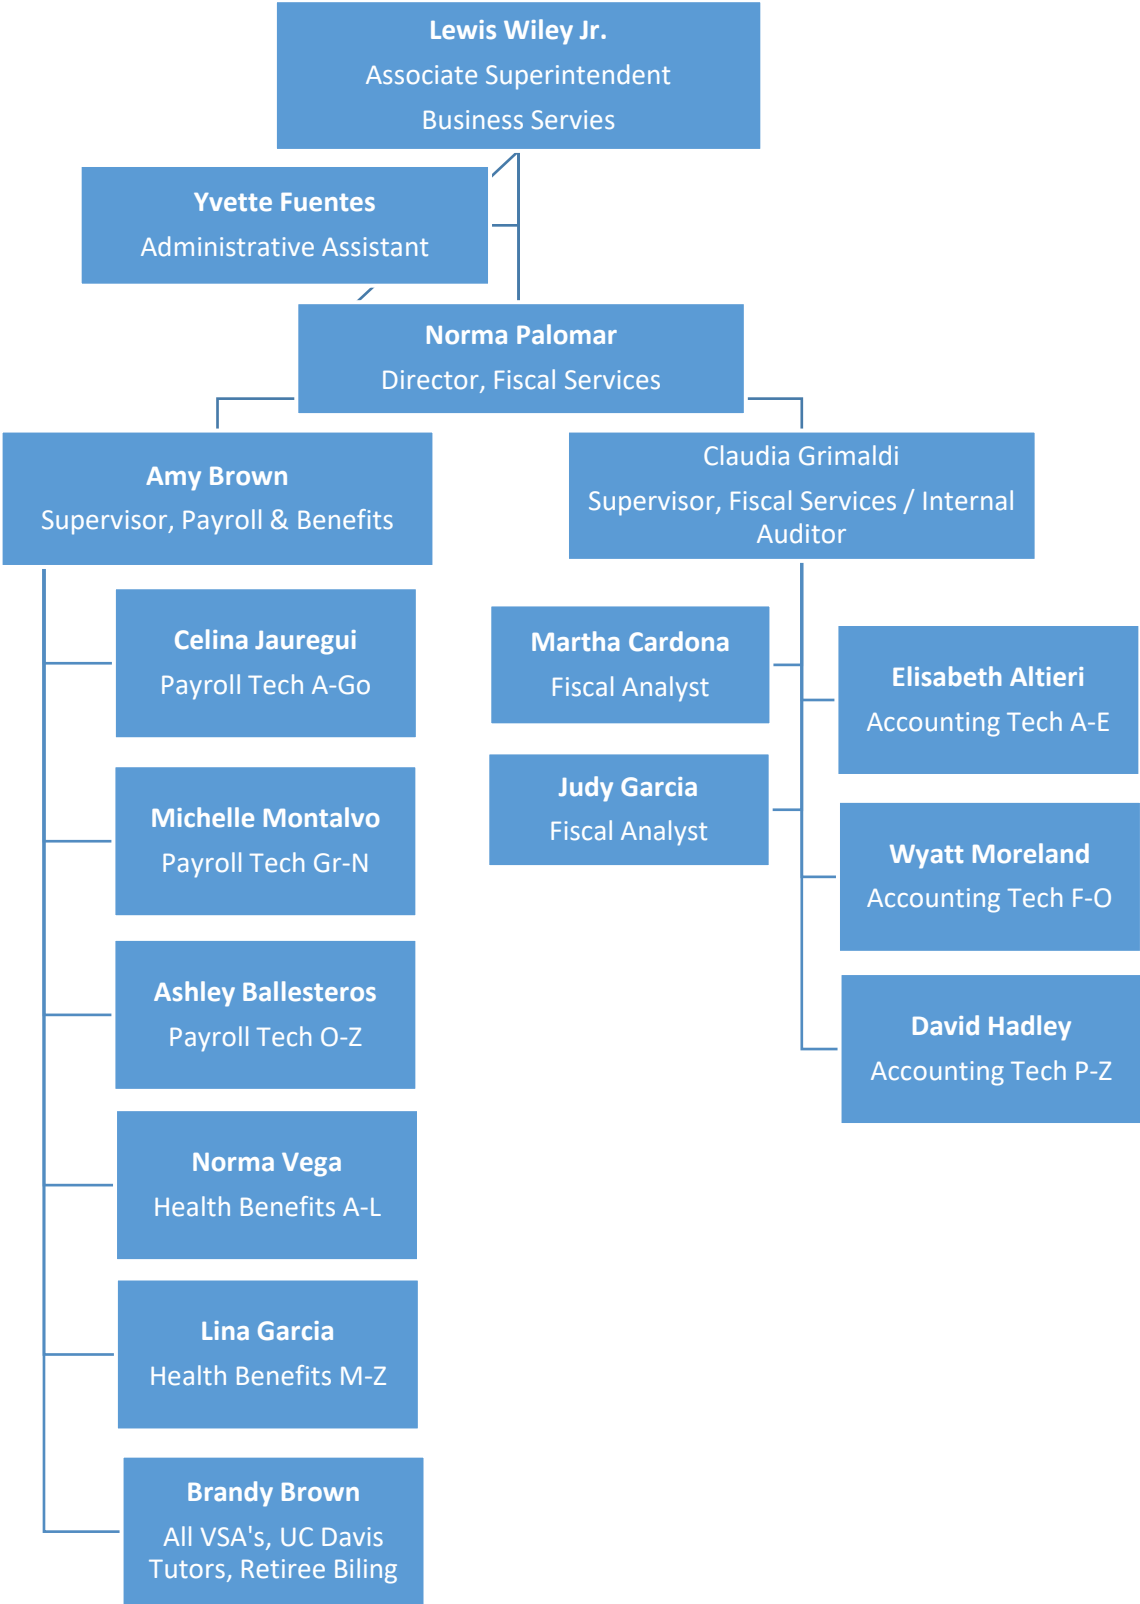 Lewis Wiley Jr.
Associate Superintendent
Business Servies
Yvette Fuentes
Administrative Assistant
Norma Palomar
Director, Fiscal Services
Amy Brown
Supervisor, Payroll & Benefits
Claudia Grimaldi
Supervisor, Fiscal Services / Internal
Auditor
Celina Jauregui
Payroll Tech A-Go
Michelle Montalvo
Payroll Tech Gr-N
Ashley Ballesteros
Payroll Tech O-Z
Norma Vega
Health Benefits A-L
Lina Garcia
Health Benefits M-Z
Brandy Brown
All VSA's, UC Davis
Tutors, Retiree Biling
Martha Cardona
Fiscal Analyst
Judy Garcia
Fiscal Analyst
Elisabeth Altieri
Accounting Tech A-E
Wyatt Moreland
Accounting Tech F-O
David Hadley
Accounting Tech P-Z